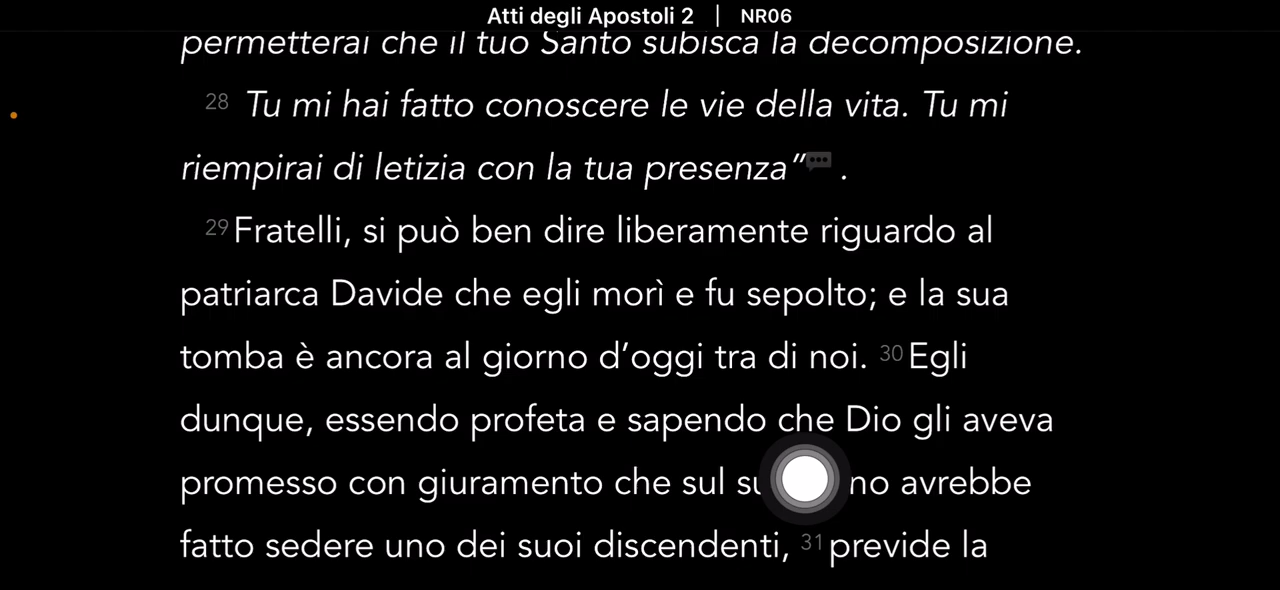 Atti degli Apostoli 2 | NR06
permetterai che il tuo Santo subisca la decomposizione.
28 Tu mi hai fatto conoscere le vie della vita. Tu mi
riempirai di letizia con la tua presenza” .
29 Fratelli, si può ben dire liberamente riguardo al
patriarca Davide che egli morì e fu sepolto; e la sua
tomba è ancora al giorno d’oggi tra di noi. 30 Egli
dunque, essendo profeta e sapendo che Dio gli aveva
promesso con giuramento che sul avrebbe
fatto sedere uno dei suoi discendenti, 31 previde la